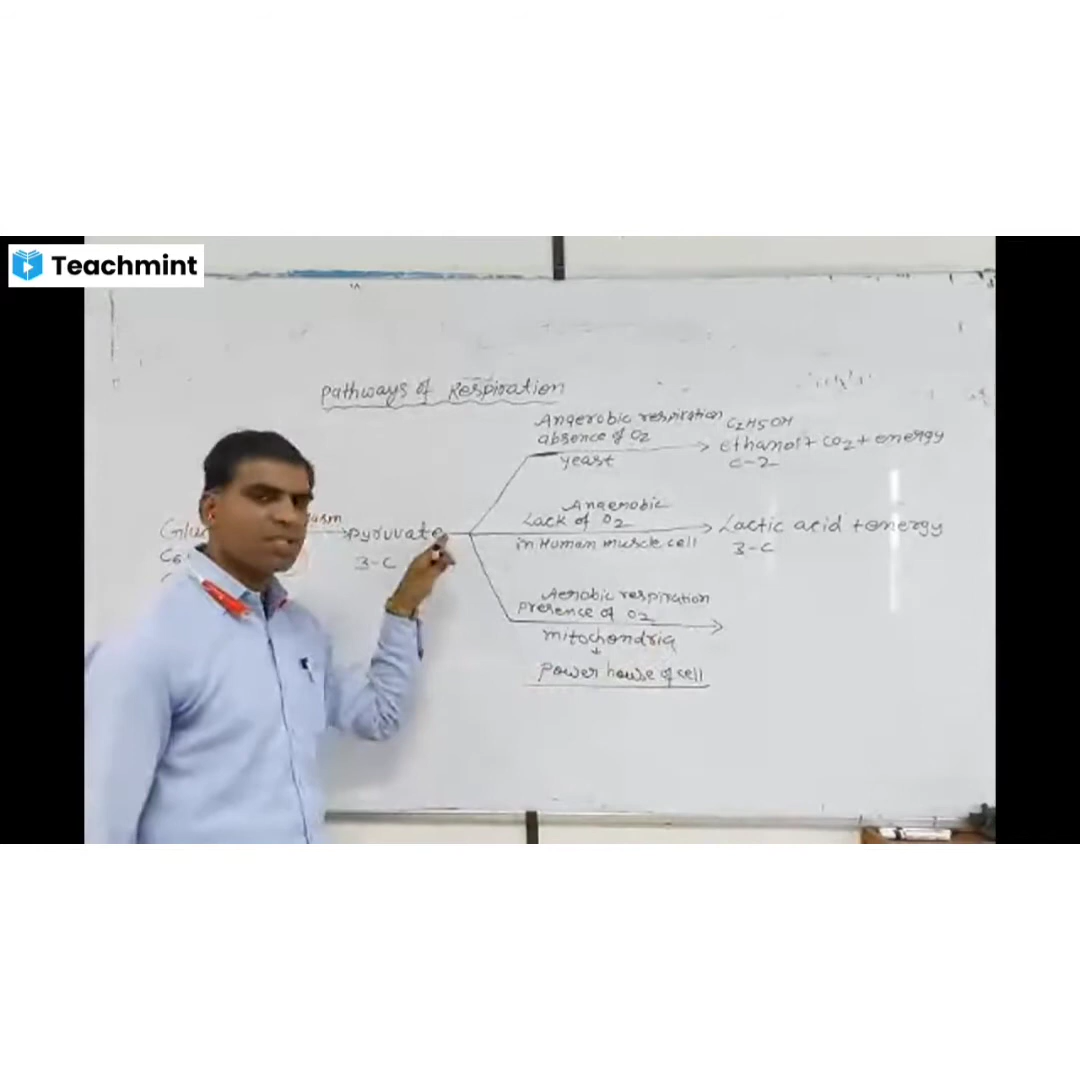 Teachmint
Pathways of Respiration
Anaerobic respiration
absence of O2
yeast
C2H5OH
ethanol + CO2 + energy
C-2
Pyruvate
3-C
Anaerobic
Lack of O2
in Human muscle cell
Lactic acid + energy
3-C
Aerobic respiration
presence of O2
mitochondria
power house of cell